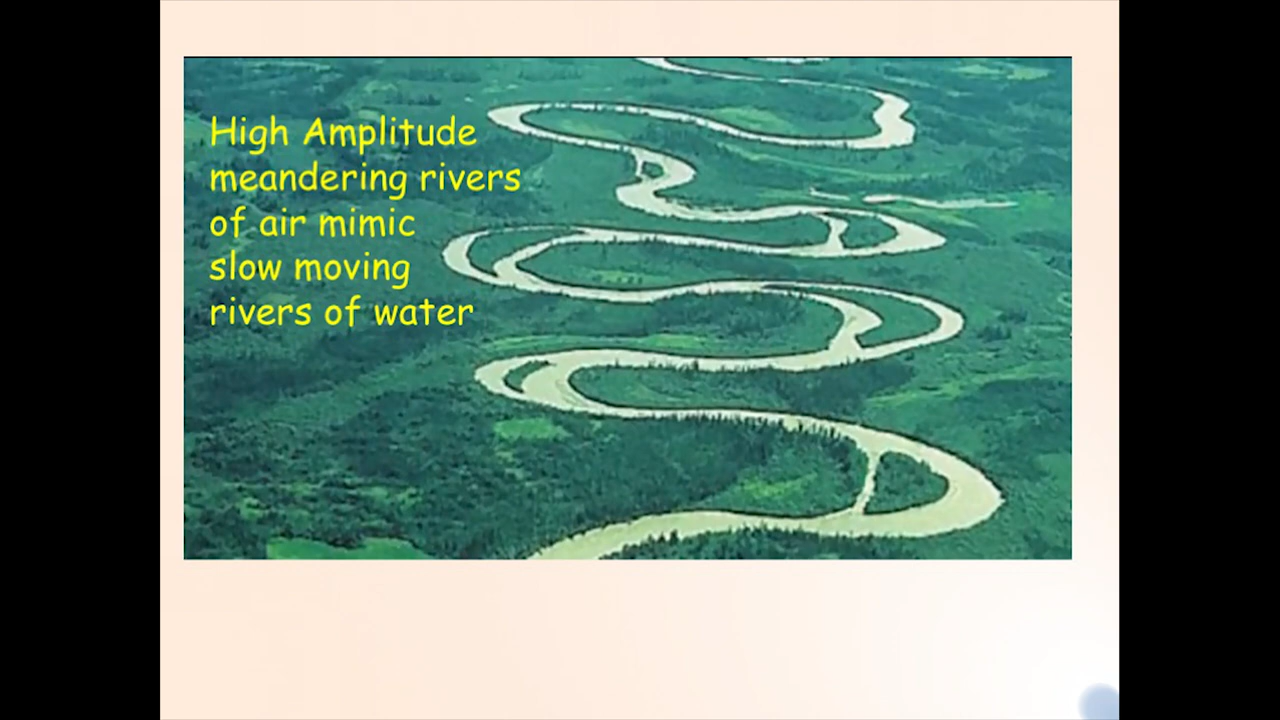 High Amplitude
meandering rivers
of air mimic
slow moving
rivers of water